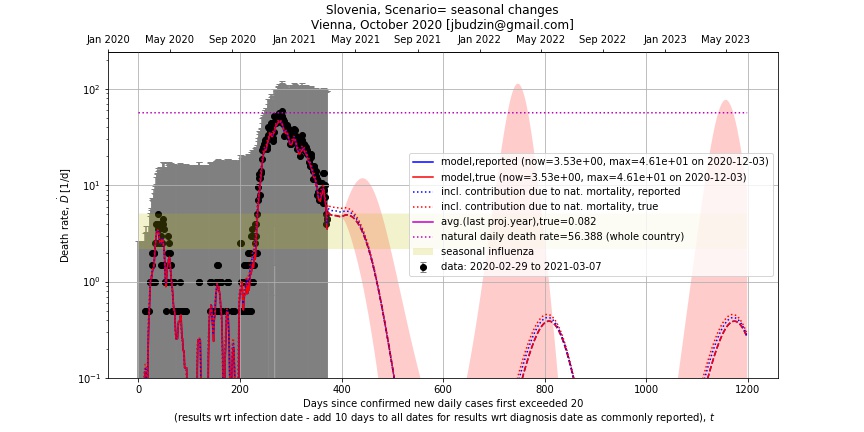 Slovenia, Scenario= seasonal changes
Vienna, October 2020 [jbudzin@gmail.com]
Jan 2020 May 2020 Sep 2020 Jan 2021 May 2021 Sep 2021 Jan 2022 May 2022 Sep 2022 Jan 2023 May 2023
10²
10¹
10⁰
10⁻¹
Death rate, D [1/d]
model,reported (now=3.53e+00, max=4.61e+01 on 2020-12-03)
model,true (now=3.53e+00, max=4.61e+01 on 2020-12-03)
incl. contribution due to nat. mortality, reported
incl. contribution due to nat. mortality, true
avg.(last proj.year),true=0.082
natural daily death rate=56.388 (whole country)
seasonal influenza
data: 2020-02-29 to 2021-03-07
0 200 400 600 800 1000 1200
Days since confirmed new daily cases first exceeded 20
(results wrt infection date - add 10 days to all dates for results wrt diagnosis date as commonly reported), t